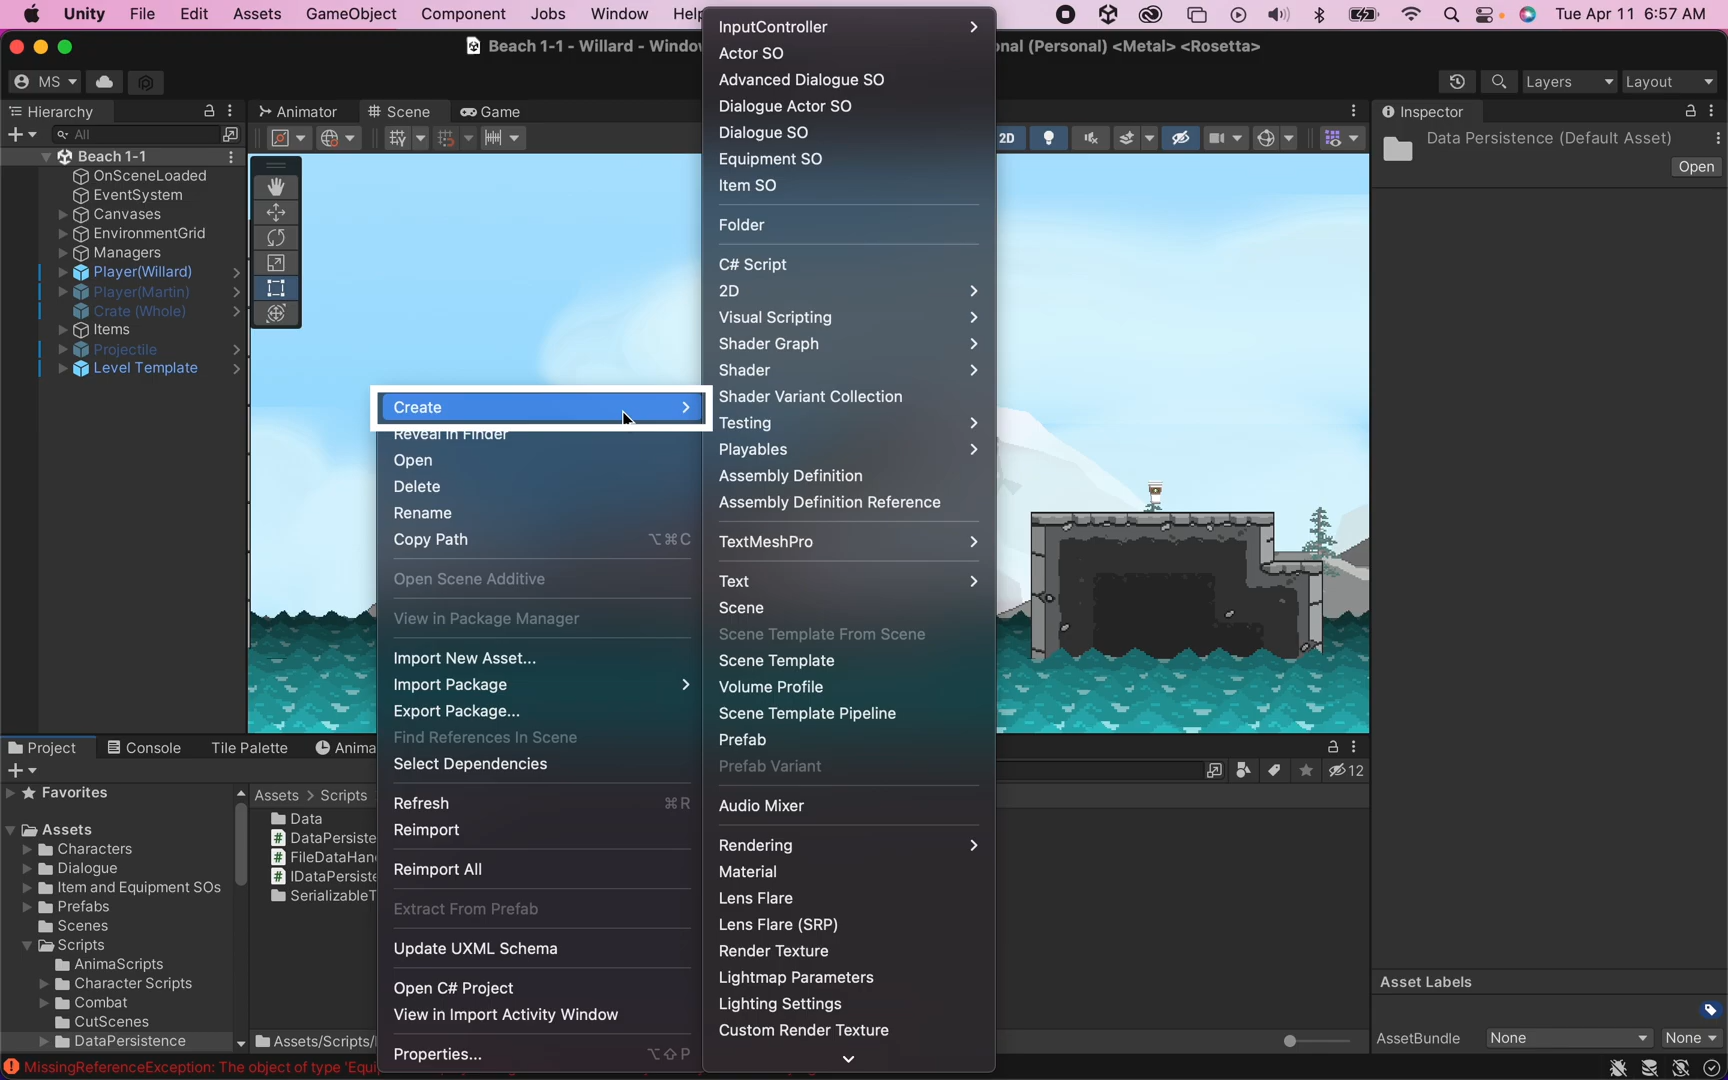 Unity File Edit Assets GameObject Component Jobs Window Help
Tue Apr 11 6:57 AM
Beach 1-1 - Willard - Window
nal (Personal) <Metal> <Rosetta>
MS
Layers
Layout
Hierarchy
Animator
Scene
Game
Inspector
All
2D
Data Persistence (Default Asset)
Open
Beach 1-1
OnSceneLoaded
EventSystem
Canvases
EnvironmentGrid
Managers
Player(Willard)
Player(Martin)
Crate (Whole)
Items
Projectile
Level Template
Create
Reveal in Finder
Open
Delete
Rename
Copy Path ⌥⌘C
Open Scene Additive
View in Package Manager
Import New Asset...
Import Package
Export Package...
Find References In Scene
Select Dependencies
Refresh ⌘R
Reimport
Reimport All
Extract From Prefab
Update UXML Schema
Open C# Project
View in Import Activity Window
Properties... ⌥⇧P
InputController
Actor SO
Advanced Dialogue SO
Dialogue Actor SO
Dialogue SO
Equipment SO
Item SO
Folder
C# Script
2D
Visual Scripting
Shader Graph
Shader
Shader Variant Collection
Testing
Playables
Assembly Definition
Assembly Definition Reference
TextMeshPro
Text
Scene
Scene Template From Scene
Scene Template
Volume Profile
Scene Template Pipeline
Prefab
Prefab Variant
Audio Mixer
Rendering
Material
Lens Flare
Lens Flare (SRP)
Render Texture
Lightmap Parameters
Lighting Settings
Custom Render Texture
Project
Console
Tile Palette
Anima
12
Favorites
Assets
Characters
Dialogue
Item and Equipment SOs
Prefabs
Scenes
Scripts
AnimaScripts
Character Scripts
Combat
CutScenes
DataPersistence
Assets > Scripts
Data
DataPersiste
FileDataHan
IDataPersiste
SerializableT
Assets/Scripts/
Asset Labels
AssetBundle
None
None
MissingReferenceException: The object of type 'Equi